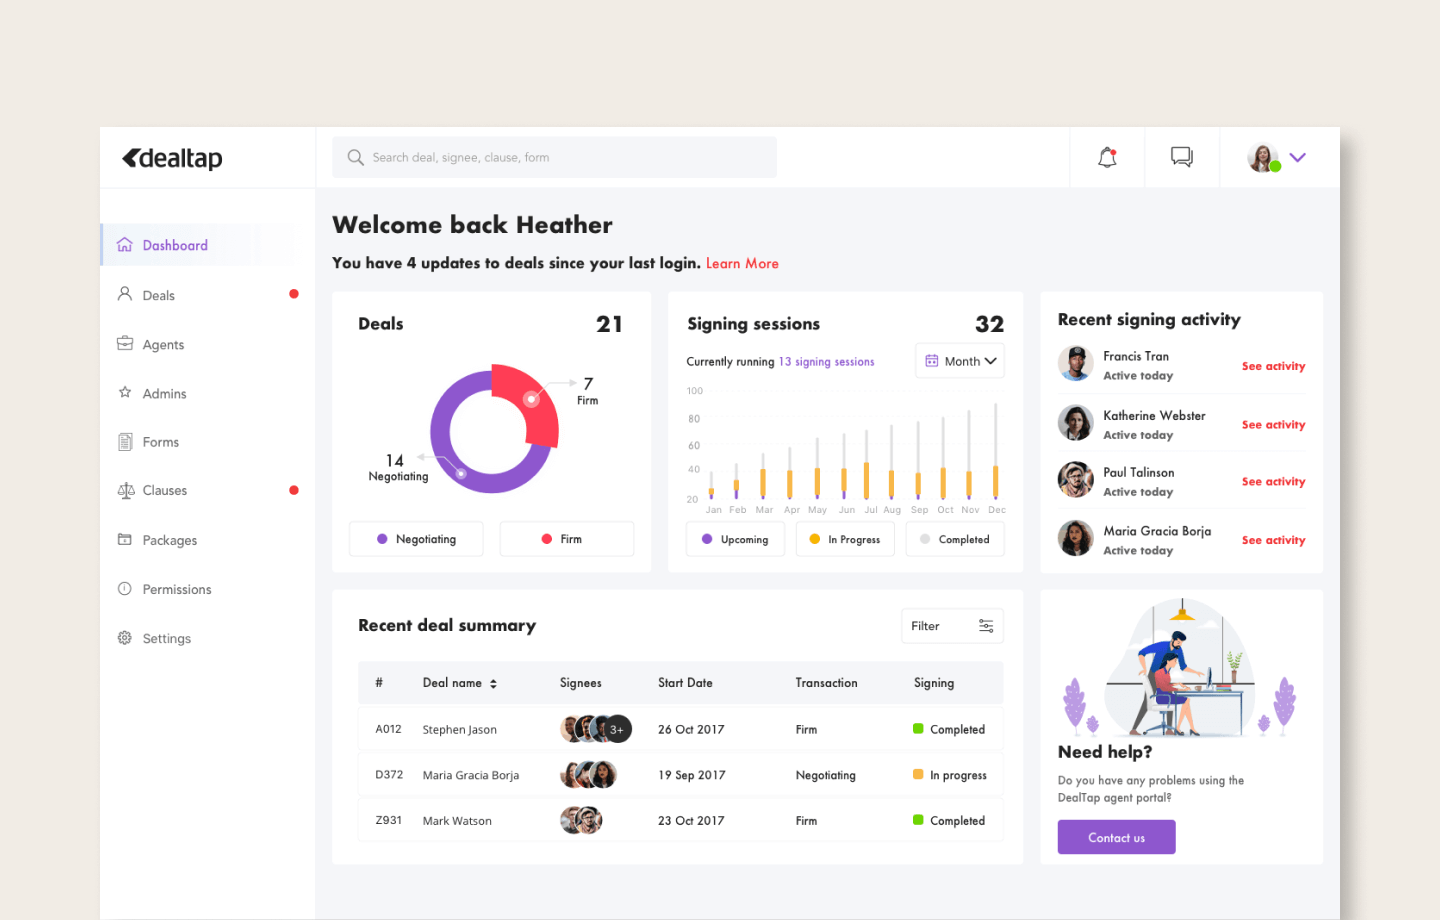 dealtap
Search deal, signee, clause, form
Dashboard
Deals
Agents
Admins
Forms
Clauses
Packages
Permissions
Settings
Welcome back Heather
You have 4 updates to deals since your last login. Learn More
Deals 21
7
Firm
14
Negotiating
Negotiating Firm
Signing sessions 32
Currently running 13 signing sessions
Month
100
80
60
40
20
Jan Feb Mar Apr May Jun Jul Aug Sep Oct Nov Dec
Upcoming In Progress Completed
Recent signing activity
Francis Tran
Active today
See activity
Katherine Webster
Active today
See activity
Paul Talinson
Active today
See activity
Maria Gracia Borja
Active today
See activity
Recent deal summary
Filter
# Deal name Signees Start Date Transaction Signing
A012 Stephen Jason 3+ 26 Oct 2017 Firm Completed
D372 Maria Gracia Borja 19 Sep 2017 Negotiating In progress
Z931 Mark Watson 23 Oct 2017 Firm Completed
Need help?
Do you have any problems using the
DealTap agent portal?
Contact us